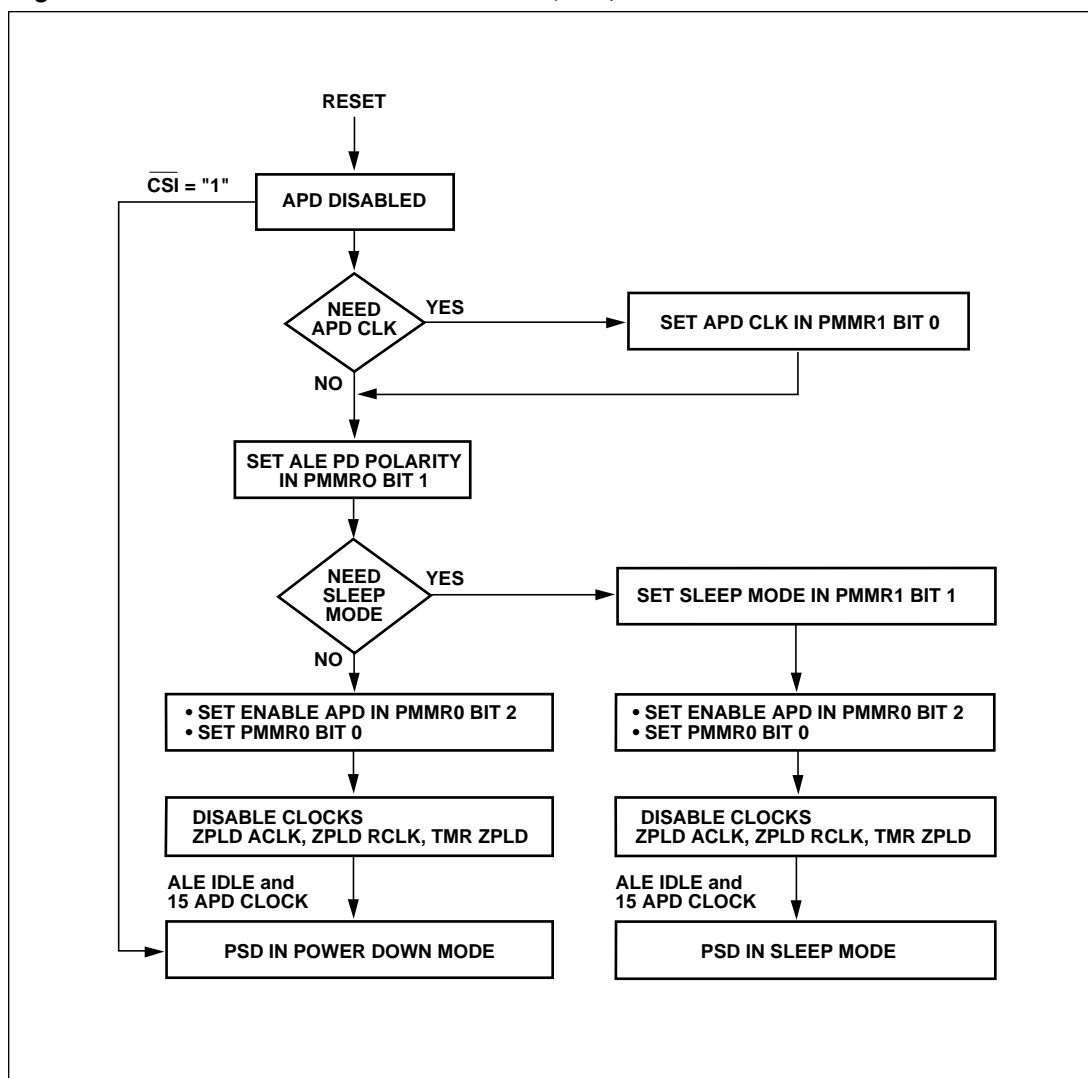 RESET
CSI = "1"
APD DISABLED
NEED
APD CLK
YES
SET APD CLK IN PMMR1 BIT 0
NO
SET ALE PD POLARITY
IN PMMRO BIT 1
NEED
SLEEP
MODE
YES
SET SLEEP MODE IN PMMR1 BIT 1
NO
• SET ENABLE APD IN PMMR0 BIT 2
• SET PMMR0 BIT 0
• SET ENABLE APD IN PMMR0 BIT 2
• SET PMMR0 BIT 0
DISABLE CLOCKS
ZPLD ACLK, ZPLD RCLK, TMR ZPLD
DISABLE CLOCKS
ZPLD ACLK, ZPLD RCLK, TMR ZPLD
ALE IDLE and
15 APD CLOCK
ALE IDLE and
15 APD CLOCK
PSD IN POWER DOWN MODE
PSD IN SLEEP MODE